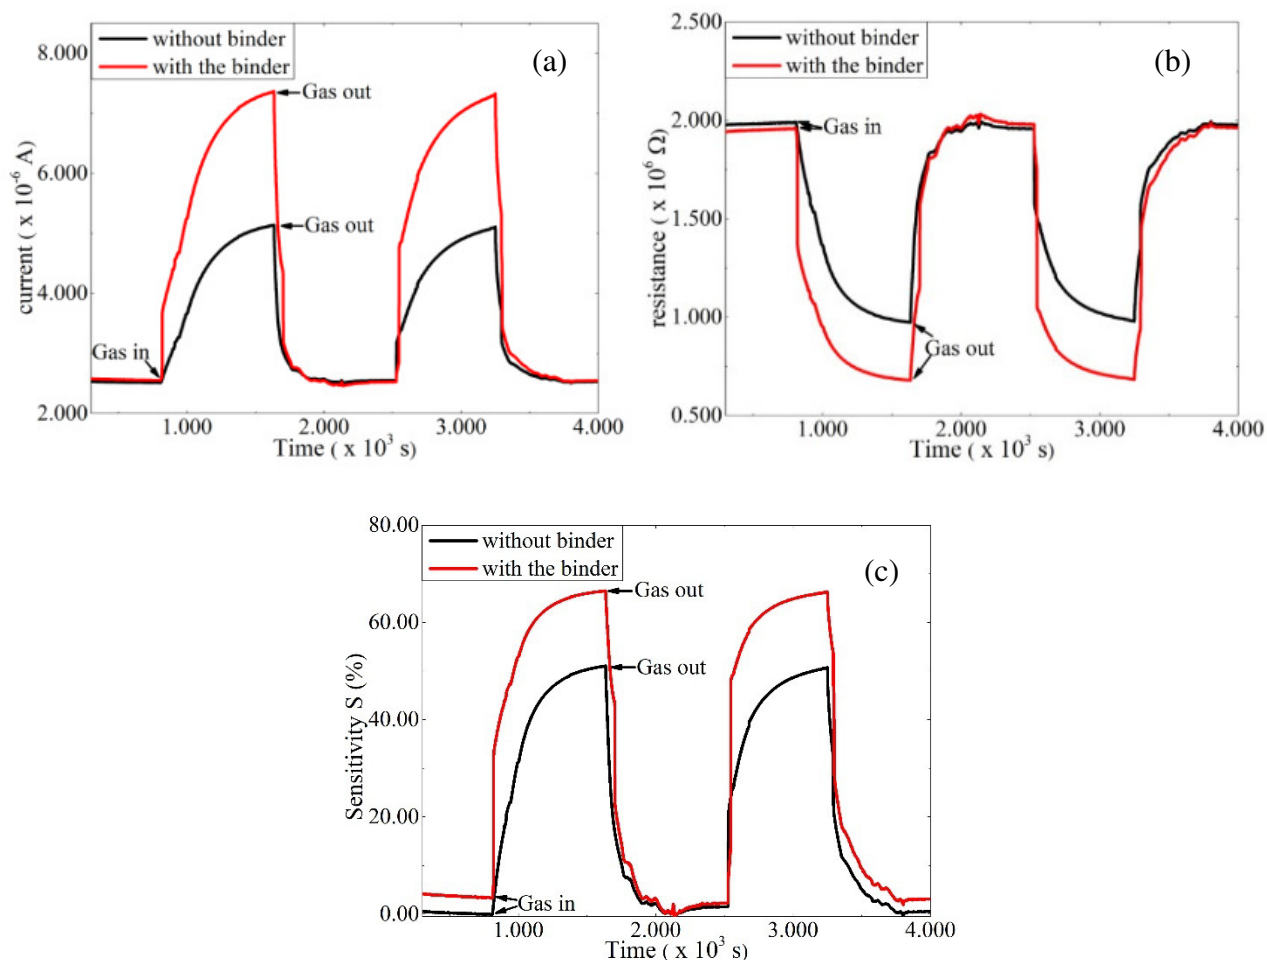 8.000
6.000
4.000
2.000
current ( x 10⁻⁶ A)
without binder
with the binder
(a)
Gas out
Gas out
Gas in
1.000 2.000 3.000 4.000
Time ( x 10³ s)
2.500
2.000
1.500
1.000
0.500
resistance ( x 10⁶ Ω)
without binder
with the binder
(b)
Gas in
Gas out
1.000 2.000 3.000 4.000
Time ( x 10³ s)
80.00
60.00
40.00
20.00
0.00
Sensitivity S (%)
without binder
with the binder
(c)
Gas out
Gas out
Gas in
1.000 2.000 3.000 4.000
Time ( x 10³ s)